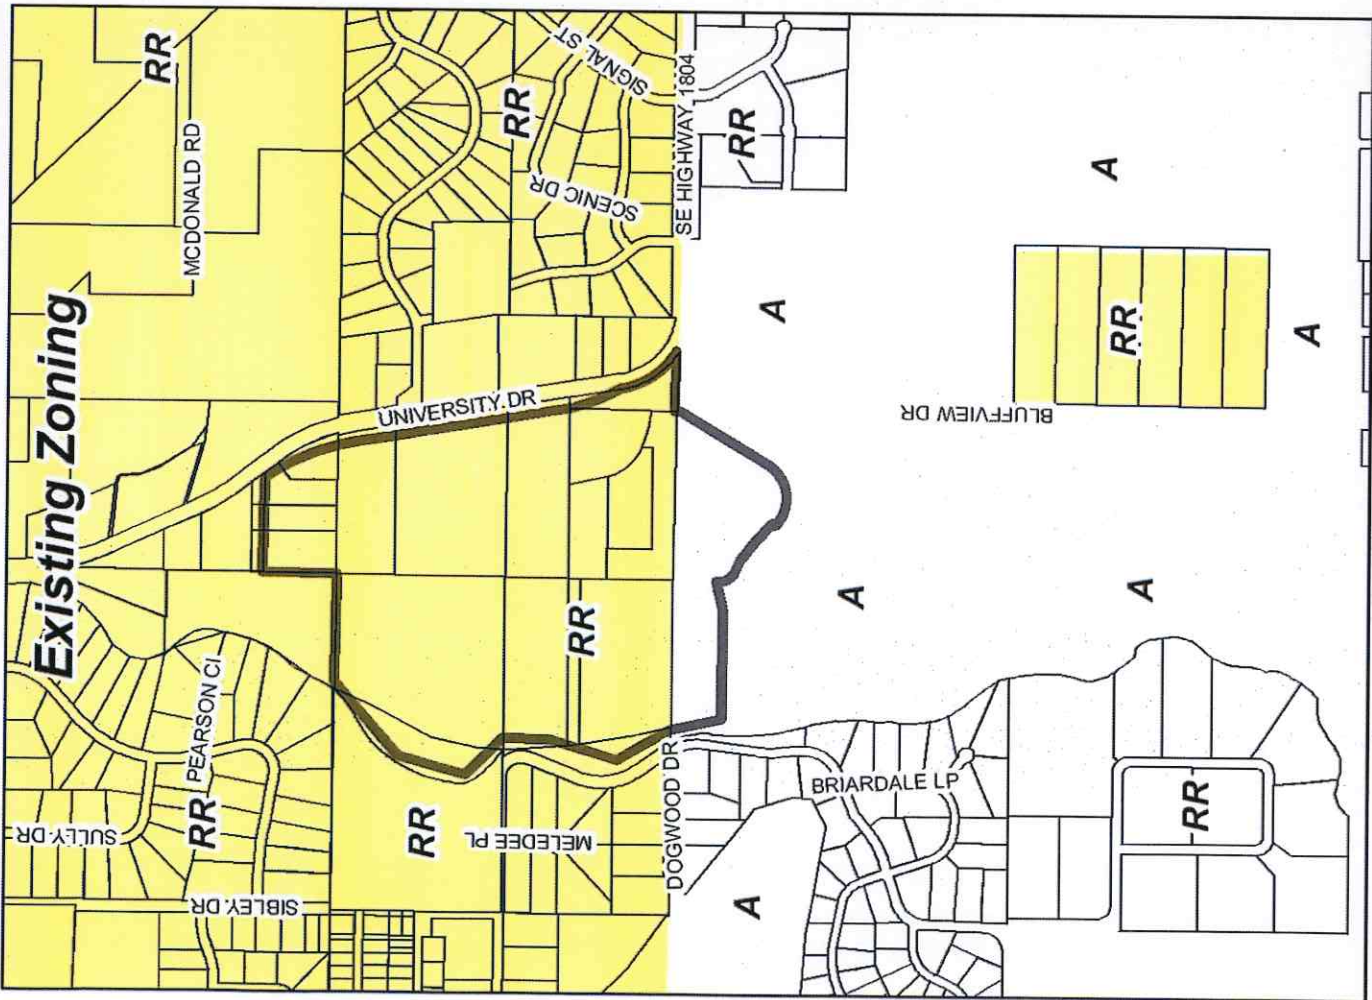 Existing Zoning
RR
MCDONALD RD
RR
SIGNAL ST
SCENIC DR
SE HIGHWAY 1804
RR
A
UNIVERSITY DR
A
RR
A
BLUFFVIEW DR
PEARSON CI
RR
SULLY DR
SIBLEY DR
RR
RR
MELEDEE PL
DOGWOOD DR
A
A
BRIARDALE LP
A
RR